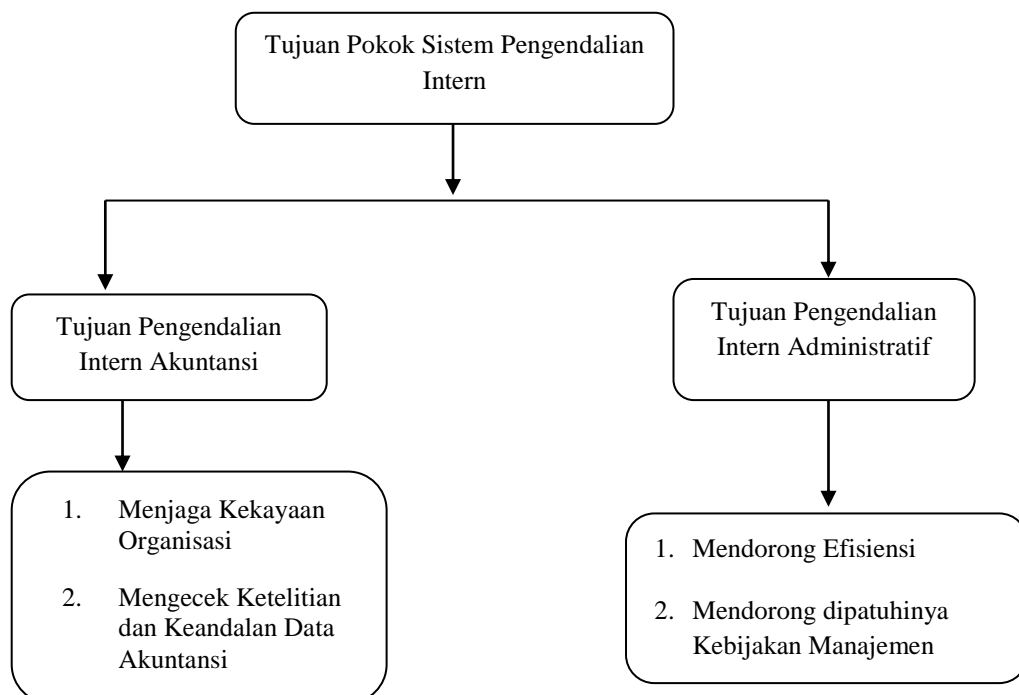 Tujuan Pokok Sistem Pengendalian
Intern
Tujuan Pengendalian
Intern Akuntansi
Tujuan Pengendalian
Intern Administratif
1. Menjaga Kekayaan
Organisasi
2. Mengecek Ketelitian
dan Keandalan Data
Akuntansi
1. Mendorong Efisiensi
2. Mendorong dipatuhinya
Kebijakan Manajemen